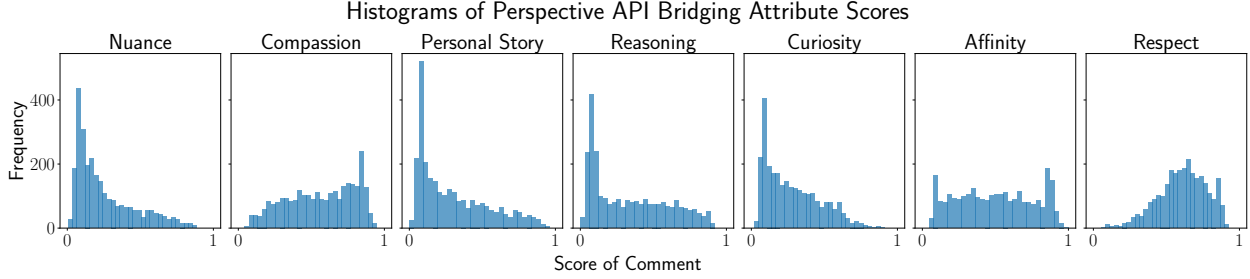 Histograms of Perspective API Bridging Attribute Scores
Nuance Compassion Personal Story Reasoning Curiosity Affinity Respect
Frequency
400
200
0
0 1 0 1 0 1 0 1 0 1 0 1 0 1
Score of Comment